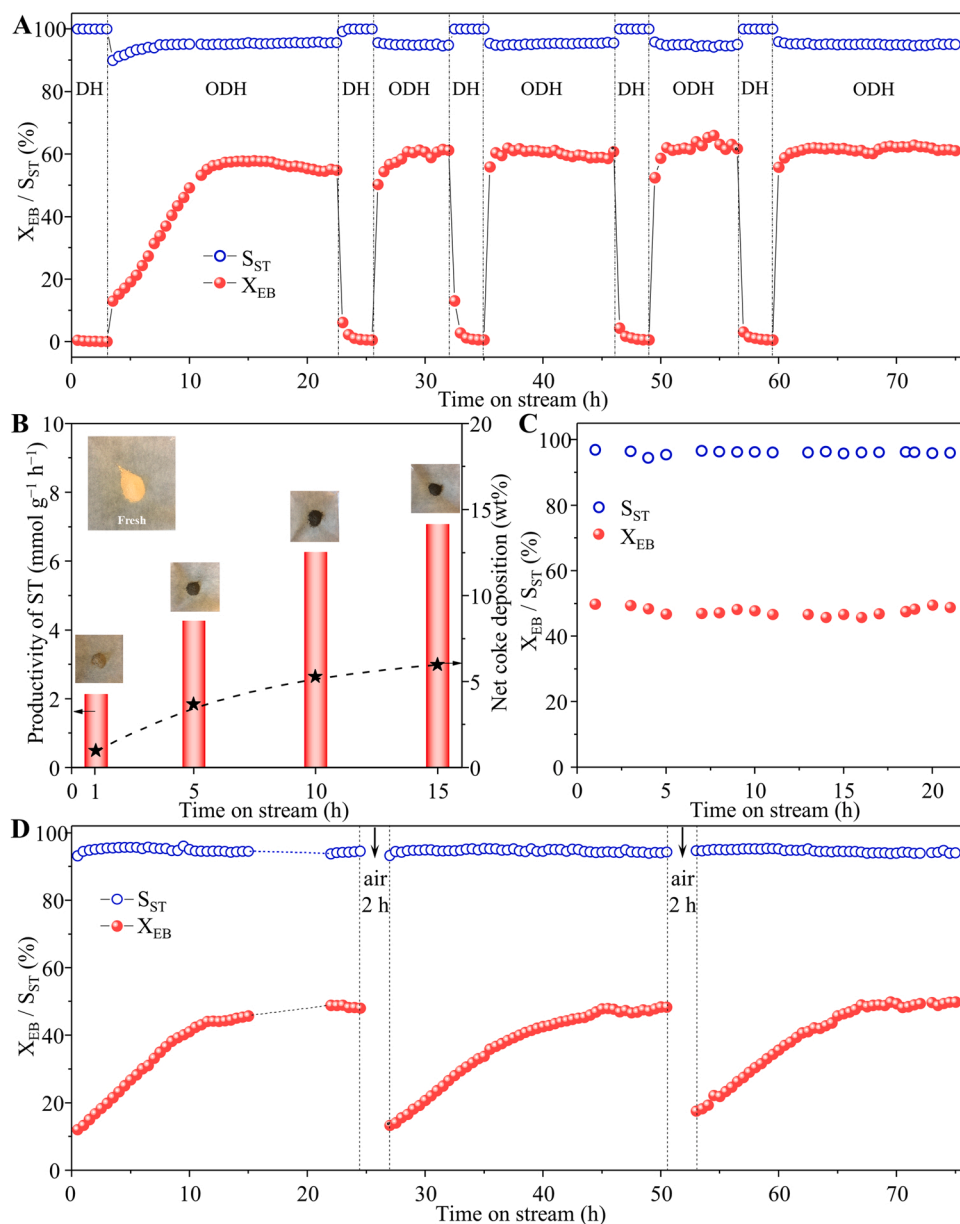 A
100
80
60
40
20
0
X_EB / S_ST (%)
DH
ODH
DH
ODH
DH
ODH
DH
ODH
DH
ODH
S_ST
X_EB
0
10
20
30
40
50
60
70
Time on stream (h)
B
10
8
6
4
2
0
Productivity of ST (mmol g⁻¹ h⁻¹)
Fresh
20
15
10
5
0
Net coke deposition (wt%)
0
1
5
10
15
Time on stream (h)
C
100
80
60
40
20
0
X_EB / S_ST (%)
S_ST
X_EB
0
5
10
15
20
Time on stream (h)
D
100
80
60
40
20
0
X_EB / S_ST (%)
S_ST
X_EB
air
2 h
air
2 h
0
10
20
30
40
50
60
70
Time on stream (h)